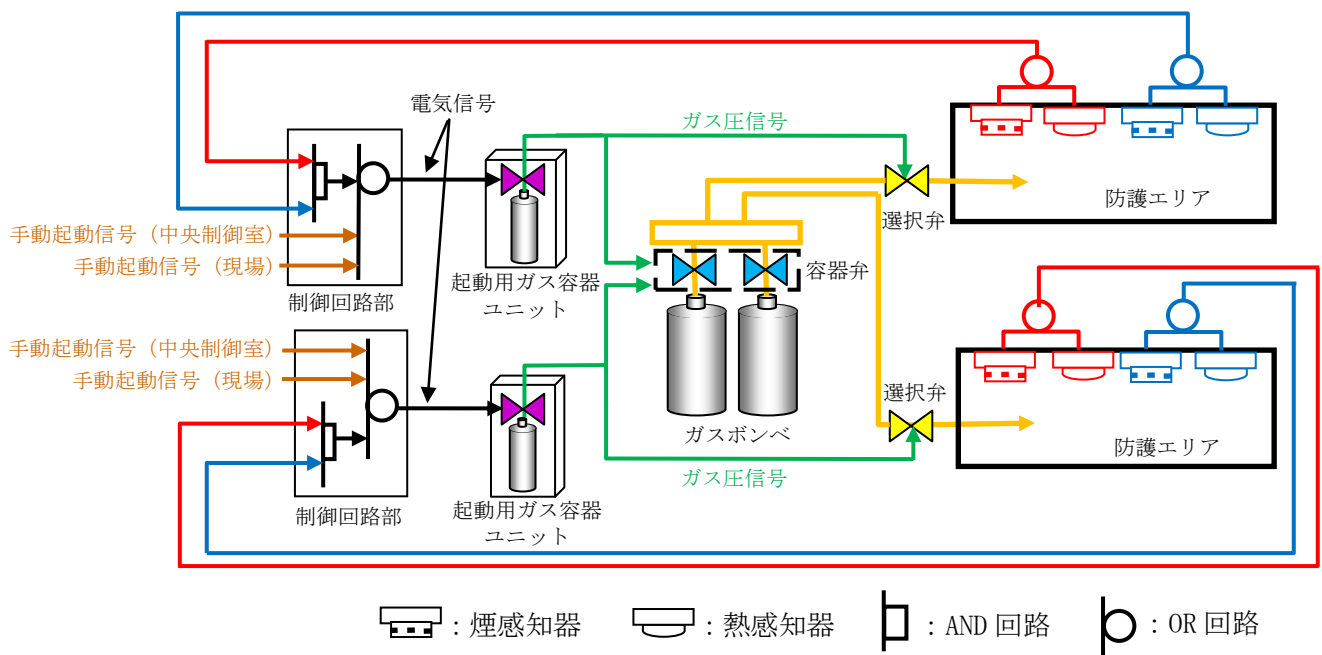 電気信号
ガス圧信号
防護エリア
選択弁
手動起動信号（中央制御室）
手動起動信号（現場）
制御回路部
起動用ガス容器
ユニット
容器弁
手動起動信号（中央制御室）
手動起動信号（現場）
選択弁
ガスボンベ
防護エリア
ガス圧信号
制御回路部
起動用ガス容器
ユニット
：煙感知器
：熱感知器
：AND 回路
：OR 回路